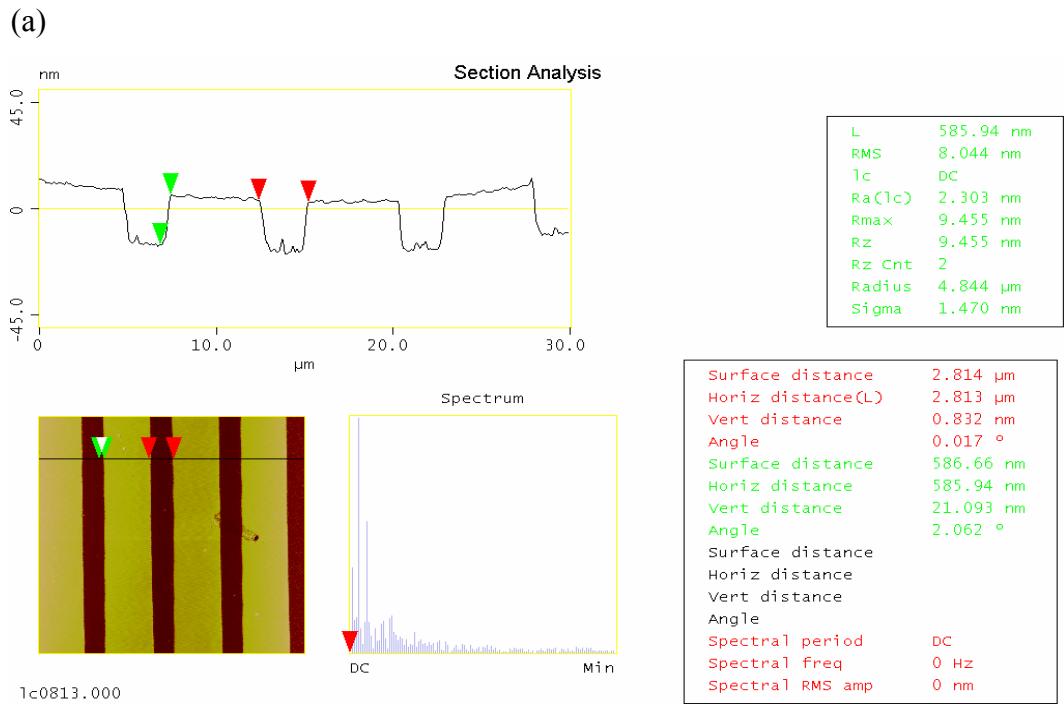 (a)
Section Analysis
nm
45.0
0
-45.0
0
10.0
20.0
30.0
µm
L 585.94 nm
RMS 8.044 nm
lc DC
Ra(lc) 2.303 nm
Rmax 9.455 nm
Rz 9.455 nm
Rz Cnt 2
Radius 4.844 µm
Sigma 1.470 nm
Spectrum
DC
Min
Surface distance 2.814 µm
Horiz distance(L) 2.813 µm
Vert distance 0.832 nm
Angle 0.017 °
Surface distance 586.66 nm
Horiz distance 585.94 nm
Vert distance 21.093 nm
Angle 2.062 °
Surface distance
Horiz distance
Vert distance
Angle
Spectral period DC
Spectral freq 0 Hz
Spectral RMS amp 0 nm
lc0813.000